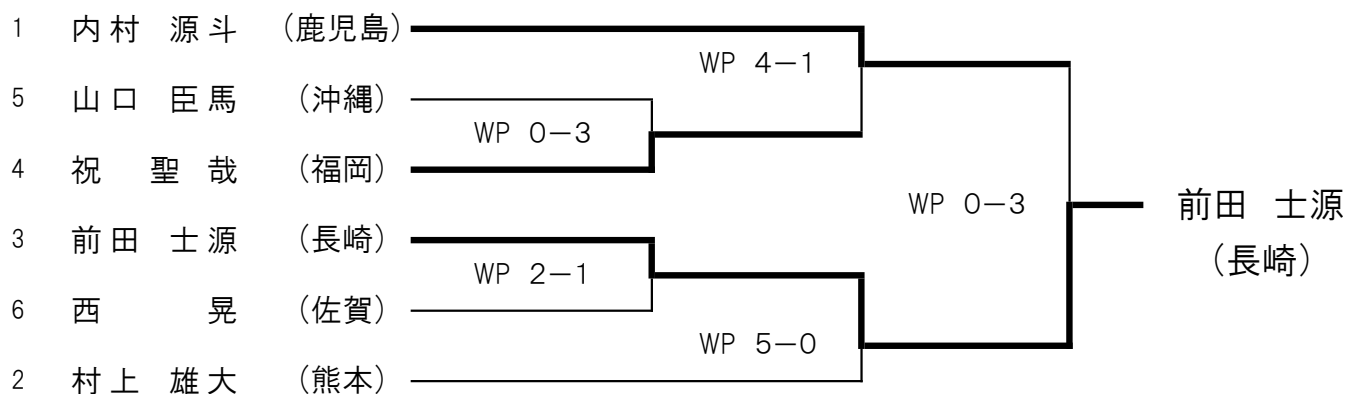 1 内村 源斗 (鹿児島)
WP 4-1
5 山口 臣馬 (沖縄)
WP 0-3
4 祝 聖哉 (福岡)
WP 0-3
前田 士源
(長崎)
3 前田 士源 (長崎)
WP 2-1
6 西 晃 (佐賀)
WP 5-0
2 村上 雄大 (熊本)